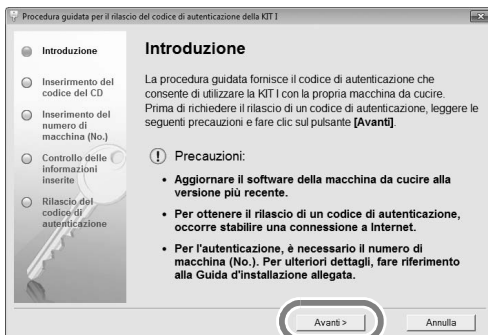 Procedura guidata per il rilascio del codice di autenticazione della KIT I
Introduzione
Inserimento del
codice del CD
Inserimento del
numero di
macchina (No.)
Controllo delle
informazioni
inserite
Rilascio del
codice di
autenticazione
Introduzione
La procedura guidata fornisce il codice di autenticazione che
consente di utilizzare la KIT I con la propria macchina da cucire.
Prima di richiedere il rilascio di un codice di autenticazione, leggere le
seguenti precauzioni e fare clic sul pulsante [Avanti].
Precauzioni:
• Aggiornare il software della macchina da cucire alla
versione più recente.
• Per ottenere il rilascio di un codice di autenticazione,
occorre stabilire una connessione a Internet.
• Per l'autenticazione, è necessario il numero di
macchina (No.). Per ulteriori dettagli, fare riferimento
alla Guida d'installazione allegata.
Avanti >
Annulla